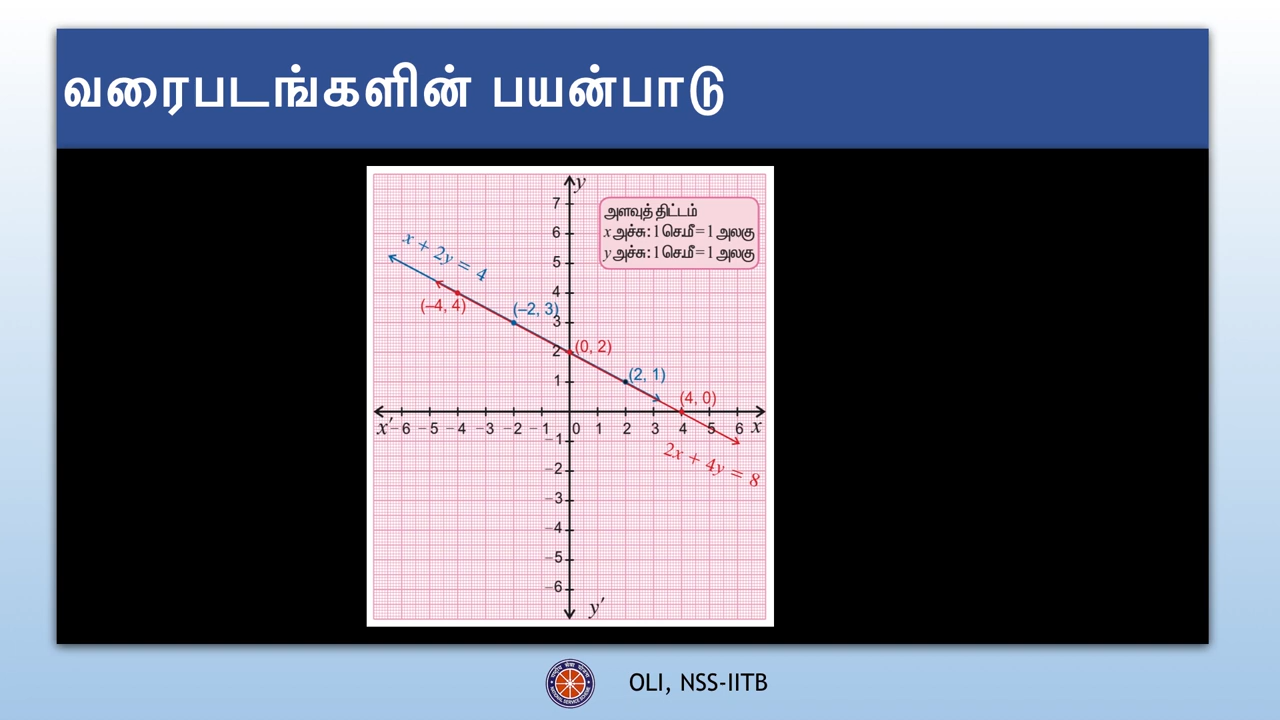 வரைபடங்களின் பயன்பாடு
y
7
அளவுத் திட்டம்
6
x அச்சு: 1 செ.மீ = 1 அலகு
x + 2y = 4
5
y அச்சு: 1 செ.மீ = 1 அலகு
4
(–4, 4)
(–2, 3)
3
2
(0, 2)
1
(2, 1)
(4, 0)
x′ –6 –5 –4 –3 –2 –1 0 1 2 3 4 5 6 x
–1
2x + 4y = 8
–2
–3
–4
–5
–6
y′
OLI, NSS-IITB